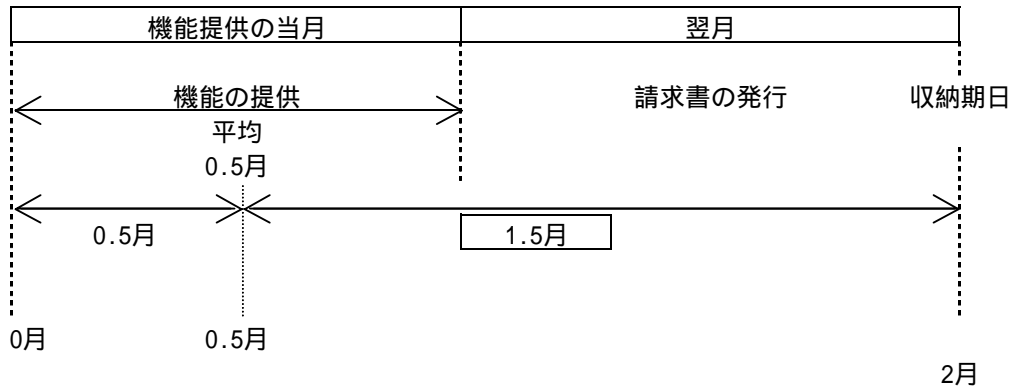 機能提供の当月 翌月
機能の提供 請求書の発行 収納期日
平均
0.5月
0.5月 1.5月
0月 0.5月
2月